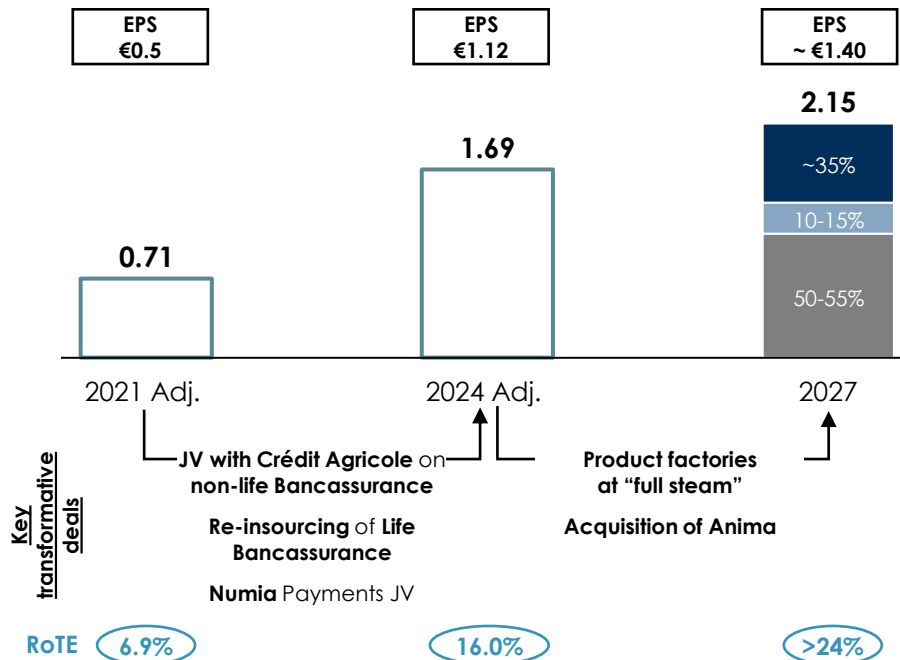 EPS
€0.5
EPS
€1.12
EPS
~ €1.40
2.15
1.69
0.71
~35%
10-15%
50-55%
2021 Adj.
2024 Adj.
2027
Key
transformative
deals
JV with Crédit Agricole on
non-life Bancassurance
Re-insourcing of Life
Bancassurance
Numia Payments JV
Product factories
at “full steam”
Acquisition of Anima
RoTE
6.9%
16.0%
>24%